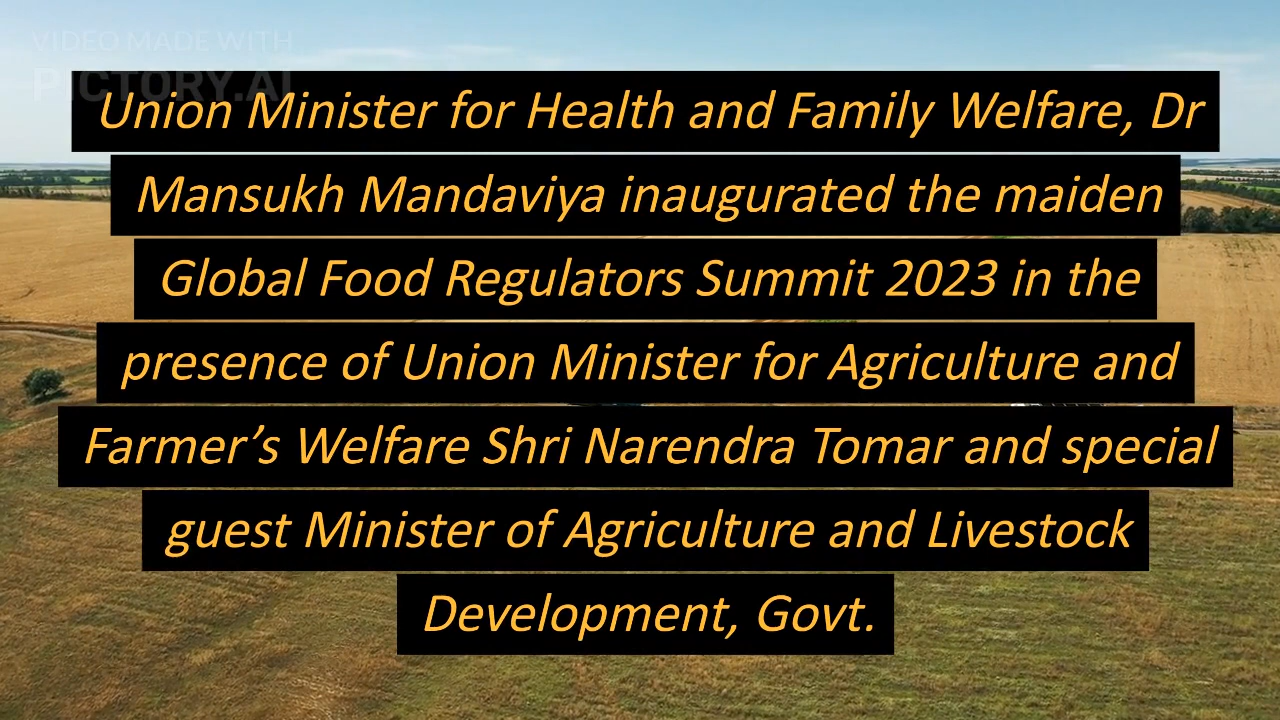 VIDEO MADE WITH
PICTORY.AI
Union Minister for Health and Family Welfare, Dr
Mansukh Mandaviya inaugurated the maiden
Global Food Regulators Summit 2023 in the
presence of Union Minister for Agriculture and
Farmer’s Welfare Shri Narendra Tomar and special
guest Minister of Agriculture and Livestock
Development, Govt.